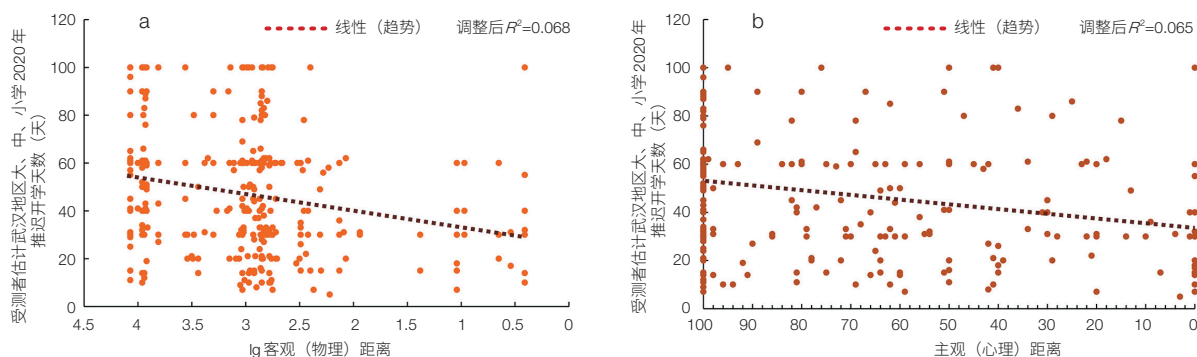 a
线性（趋势） 调整后R²=0.068
受测者估计武汉地区大、中、小学2020年
推迟开学天数（天）
120
100
80
60
40
20
0
4.5 4 3.5 3 2.5 2 1.5 1 0.5 0
lg 客观（物理）距离
b
线性（趋势） 调整后R²=0.065
受测者估计武汉地区大、中、小学2020年
推迟开学天数（天）
120
100
80
60
40
20
0
100 90 80 70 60 50 40 30 20 10 0
主观（心理）距离